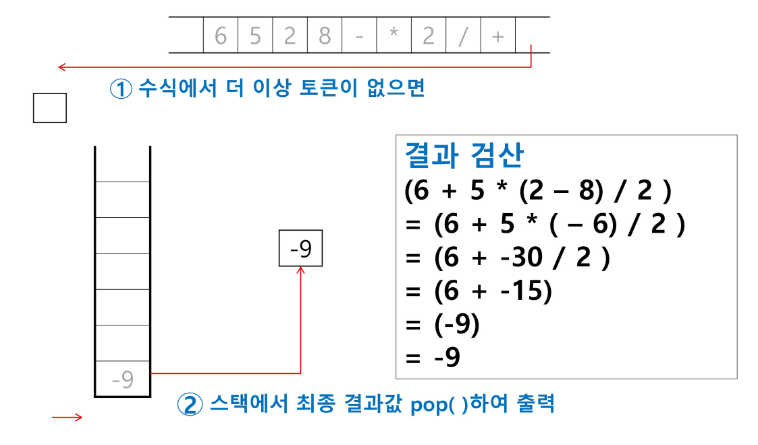 6 5 2 8 - * 2 / +
① 수식에서 더 이상 토큰이 없으면
결과 검산
(6 + 5 * (2 – 8) / 2 )
= (6 + 5 * ( – 6) / 2 )
= (6 + -30 / 2 )
= (6 + -15)
= (-9)
= -9
-9
-9
② 스택에서 최종 결과값 pop( )하여 출력